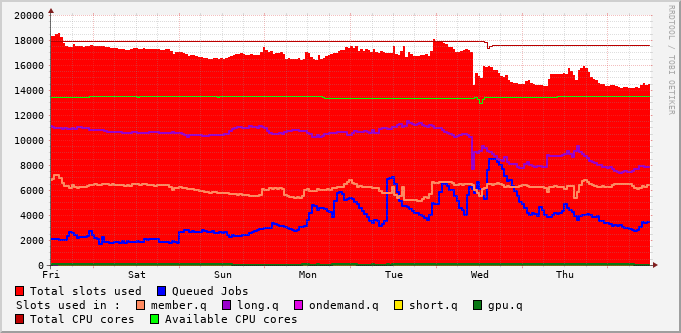 20000
18000
16000
14000
12000
10000
8000
6000
4000
2000
0
Fri Sat Sun Mon Tue Wed Thu
RRDTOOL / TOBI OETIKER
Total slots used Queued Jobs
Slots used in : member.q long.q ondemand.q short.q gpu.q
Total CPU cores Available CPU cores